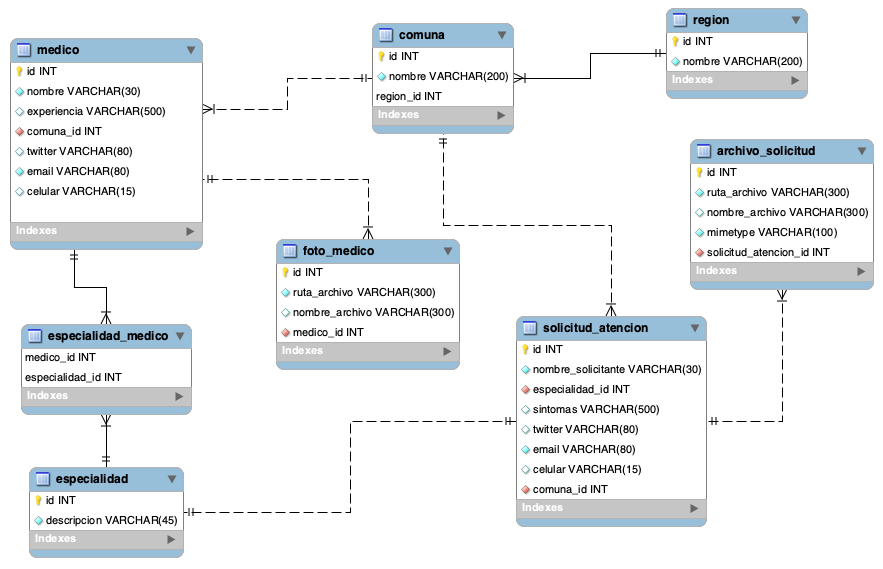 medico
id INT
nombre VARCHAR(30)
experiencia VARCHAR(500)
comuna_id INT
twitter VARCHAR(80)
email VARCHAR(80)
celular VARCHAR(15)
Indexes
comuna
id INT
nombre VARCHAR(200)
region_id INT
Indexes
region
id INT
nombre VARCHAR(200)
Indexes
archivo_solicitud
id INT
ruta_archivo VARCHAR(300)
nombre_archivo VARCHAR(300)
mimetype VARCHAR(100)
solicitud_atencion_id INT
Indexes
foto_medico
id INT
ruta_archivo VARCHAR(300)
nombre_archivo VARCHAR(300)
medico_id INT
Indexes
especialidad_medico
medico_id INT
especialidad_id INT
Indexes
solicitud_atencion
id INT
nombre_solicitante VARCHAR(30)
especialidad_id INT
sintomas VARCHAR(500)
twitter VARCHAR(80)
email VARCHAR(80)
celular VARCHAR(15)
comuna_id INT
Indexes
especialidad
id INT
descripcion VARCHAR(45)
Indexes